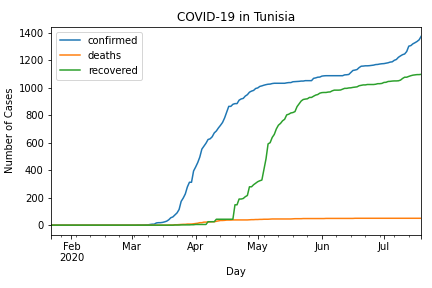 COVID-19 in Tunisia
confirmed
deaths
recovered
1400
1200
1000
800
600
400
200
0
Number of Cases
Feb
2020
Mar
Apr
May
Jun
Jul
Day